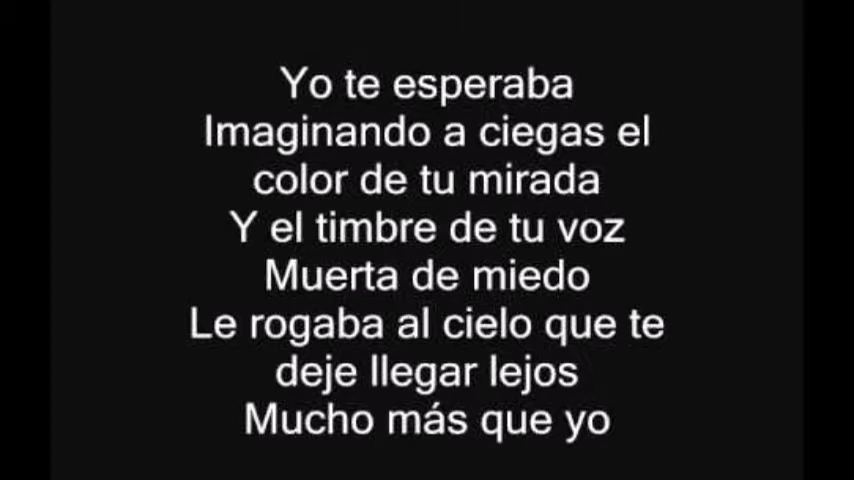 Yo te esperaba
Imaginando a ciegas el
color de tu mirada
Y el timbre de tu voz
Muerta de miedo
Le rogaba al cielo que te
deje llegar lejos
Mucho más que yo